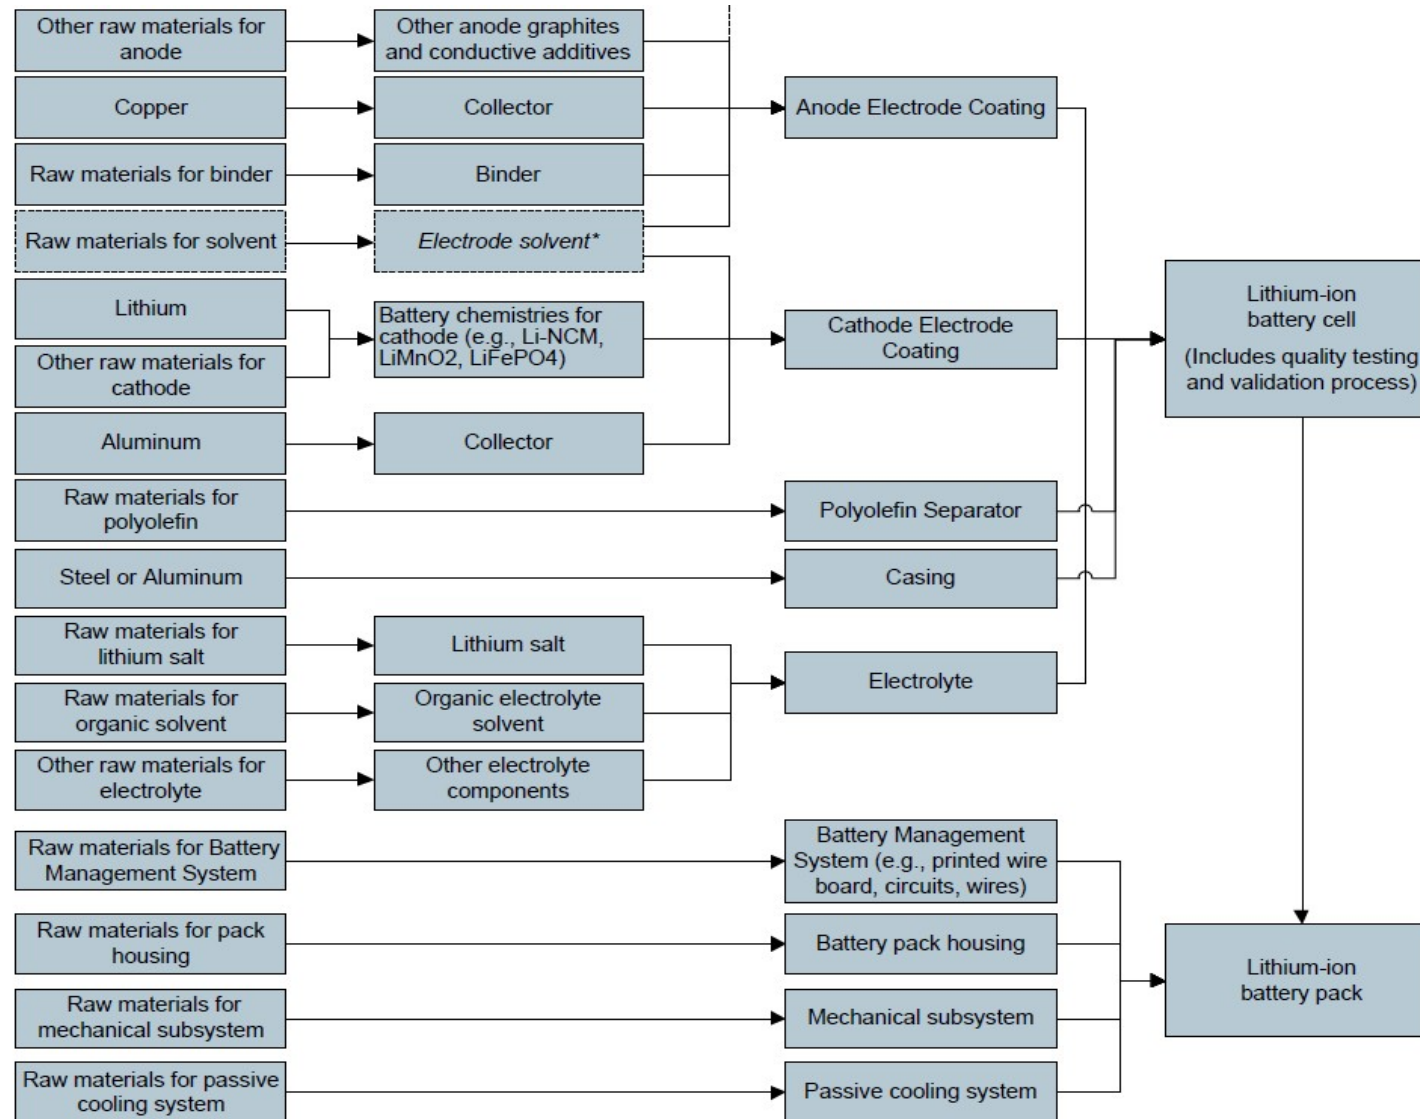 Other raw materials for
anode
Other anode graphites
and conductive additives
Copper
Collector
Anode Electrode Coating
Raw materials for binder
Binder
Raw materials for solvent
Electrode solvent*
Lithium
Other raw materials for
cathode
Battery chemistries for
cathode (e.g., Li-NCM,
LiMnO2, LiFePO4)
Cathode Electrode
Coating
Lithium-ion
battery cell
(Includes quality testing
and validation process)
Aluminum
Collector
Raw materials for
polyolefin
Polyolefin Separator
Steel or Aluminum
Casing
Raw materials for
lithium salt
Lithium salt
Electrolyte
Raw materials for
organic solvent
Organic electrolyte
solvent
Other raw materials for
electrolyte
Other electrolyte
components
Raw materials for Battery
Management System
Battery Management
System (e.g., printed wire
board, circuits, wires)
Raw materials for pack
housing
Battery pack housing
Lithium-ion
battery pack
Raw materials for
mechanical subsystem
Mechanical subsystem
Raw materials for passive
cooling system
Passive cooling system